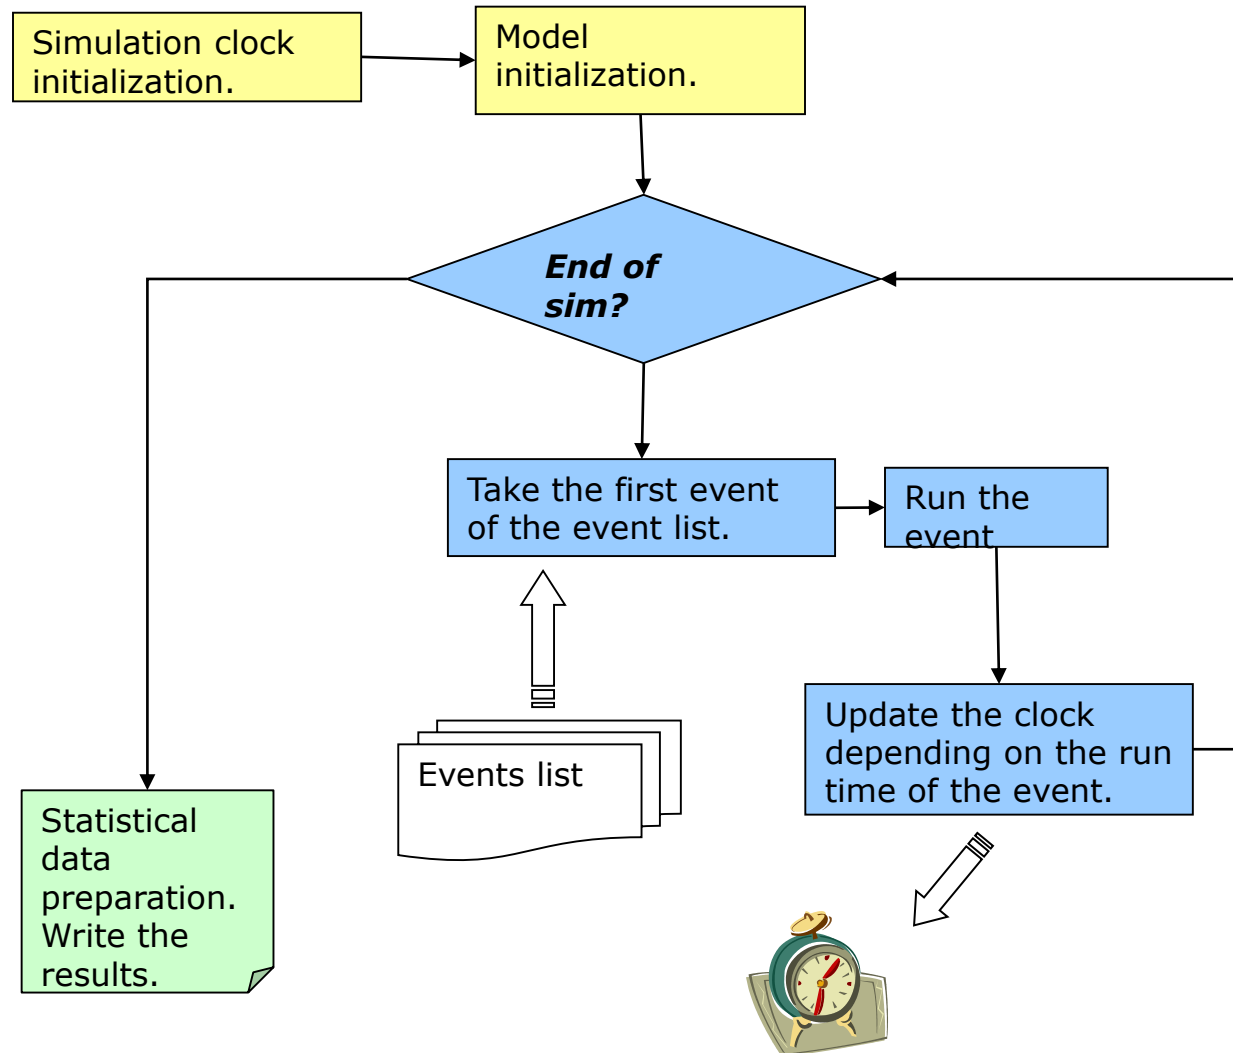 Simulation clock
initialization.
Model
initialization.
End of
sim?
Take the first event
of the event list.
Run the
event
Update the clock
depending on the run
time of the event.
Events list
Statistical
data
preparation.
Write the
results.